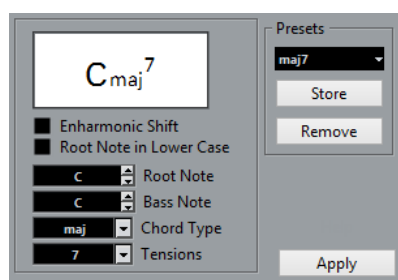 Cmaj7
Enharmonic Shift
Root Note in Lower Case
C Root Note
C Bass Note
maj Chord Type
7 Tensions
Presets
maj7
Store
Remove
Apply